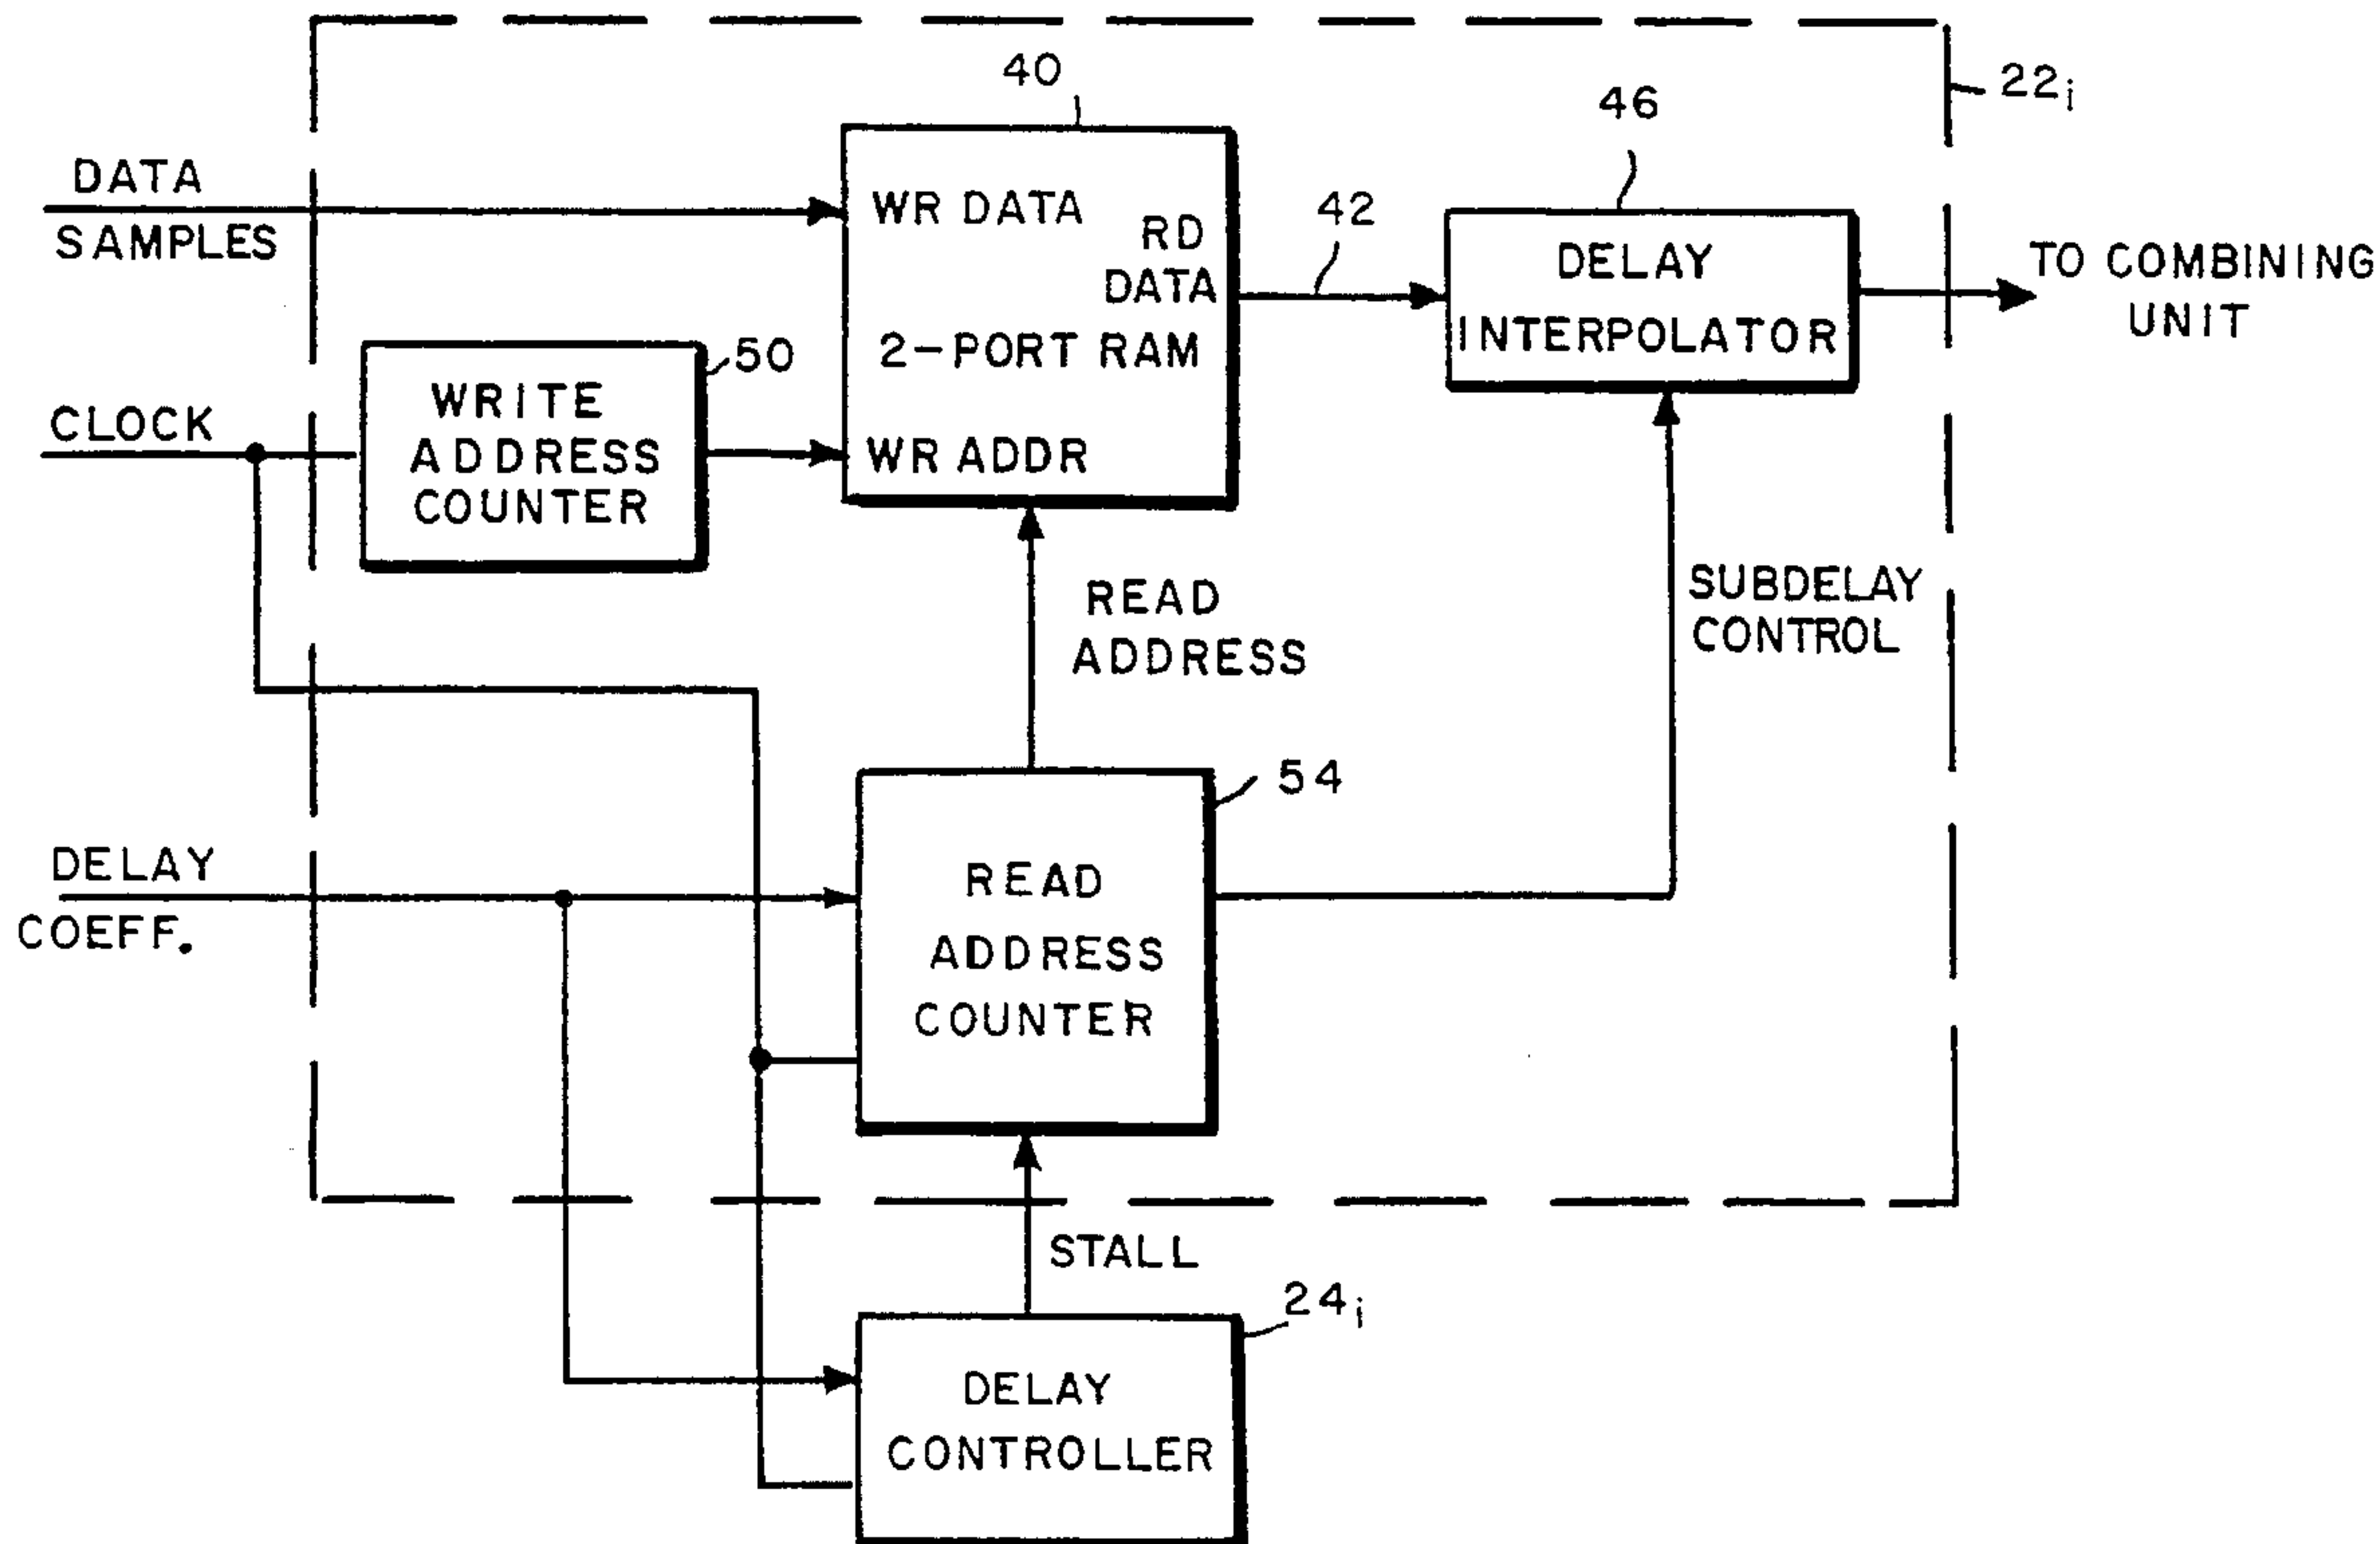 40
22i
46
DATA
SAMPLES
WR DATA
RD
DATA
42
DELAY
INTERPOLATOR
TO COMBINING
UNIT
2-PORT RAM
50
WRITE
ADDRESS
COUNTER
CLOCK
WR ADDR
READ
ADDRESS
SUBDELAY
CONTROL
54
DELAY
COEFF.
READ
ADDRESS
COUNTER
STALL
24i
DELAY
CONTROLLER